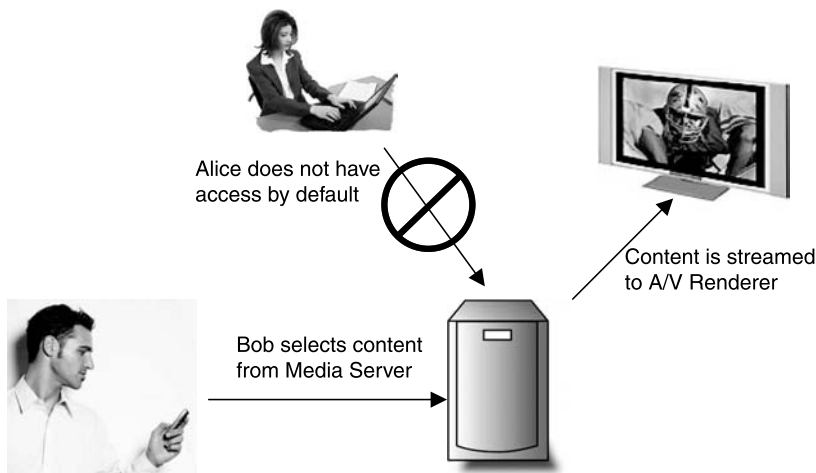 Alice does not have
access by default
Content is streamed
to A/V Renderer
Bob selects content
from Media Server